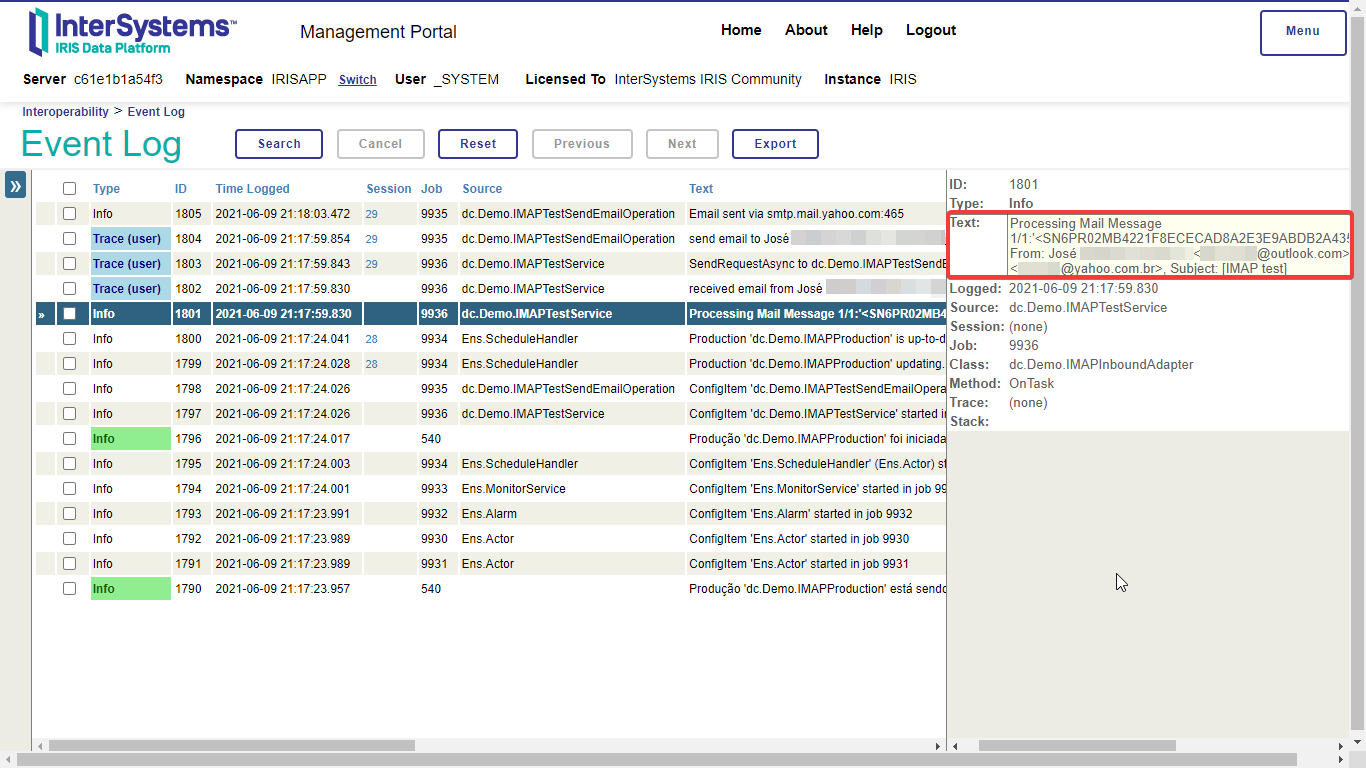 InterSystems™
IRIS Data Platform
Management Portal
Home About Help Logout
Menu
Server c61e1b1a54f3 Namespace IRISAPP Switch User _SYSTEM Licensed To InterSystems IRIS Community Instance IRIS
Interoperability > Event Log
Event Log
Search Cancel Reset Previous Next Export
»
Type ID Time Logged Session Job Source Text
Info 1805 2021-06-09 21:18:03.472 29 9935 dc.Demo.IMAPTestSendEmailOperation Email sent via smtp.mail.yahoo.com:465
Trace (user) 1804 2021-06-09 21:17:59.854 29 9935 dc.Demo.IMAPTestSendEmailOperation send email to José
Trace (user) 1803 2021-06-09 21:17:59.843 29 9936 dc.Demo.IMAPTestService SendRequestAsync to dc.Demo.IMAPTestSendE
Trace (user) 1802 2021-06-09 21:17:59.830 9936 dc.Demo.IMAPTestService received email from José
» Info 1801 2021-06-09 21:17:59.830 9936 dc.Demo.IMAPTestService Processing Mail Message 1/1:'<SN6PR02MB4
Info 1800 2021-06-09 21:17:24.041 28 9934 Ens.ScheduleHandler Production 'dc.Demo.IMAPProduction' is up-to-d
Info 1799 2021-06-09 21:17:24.028 28 9934 Ens.ScheduleHandler Production 'dc.Demo.IMAPProduction' updating.
Info 1798 2021-06-09 21:17:24.026 9935 dc.Demo.IMAPTestSendEmailOperation ConfigItem 'dc.Demo.IMAPTestSendEmailOpera
Info 1797 2021-06-09 21:17:24.026 9936 dc.Demo.IMAPTestService ConfigItem 'dc.Demo.IMAPTestService' started in
Info 1796 2021-06-09 21:17:24.017 540 Produção 'dc.Demo.IMAPProduction' foi iniciada
Info 1795 2021-06-09 21:17:24.003 9934 Ens.ScheduleHandler ConfigItem 'Ens.ScheduleHandler' (Ens.Actor) st
Info 1794 2021-06-09 21:17:24.001 9933 Ens.MonitorService ConfigItem 'Ens.MonitorService' started in job 99
Info 1793 2021-06-09 21:17:23.991 9932 Ens.Alarm ConfigItem 'Ens.Alarm' started in job 9932
Info 1792 2021-06-09 21:17:23.989 9930 Ens.Actor ConfigItem 'Ens.Actor' started in job 9930
Info 1791 2021-06-09 21:17:23.989 9931 Ens.Actor ConfigItem 'Ens.Actor' started in job 9931
Info 1790 2021-06-09 21:17:23.957 540 Produção 'dc.Demo.IMAPProduction' está sendo
ID: 1801
Type: Info
Text: Processing Mail Message
1/1:'<SN6PR02MB4221F8ECECAD8A2E3E9ABDB2A435
From: José < @outlook.com>
< @yahoo.com.br>, Subject: [IMAP test]
Logged: 2021-06-09 21:17:59.830
Source: dc.Demo.IMAPTestService
Session: (none)
Job: 9936
Class: dc.Demo.IMAPInboundAdapter
Method: OnTask
Trace: (none)
Stack: